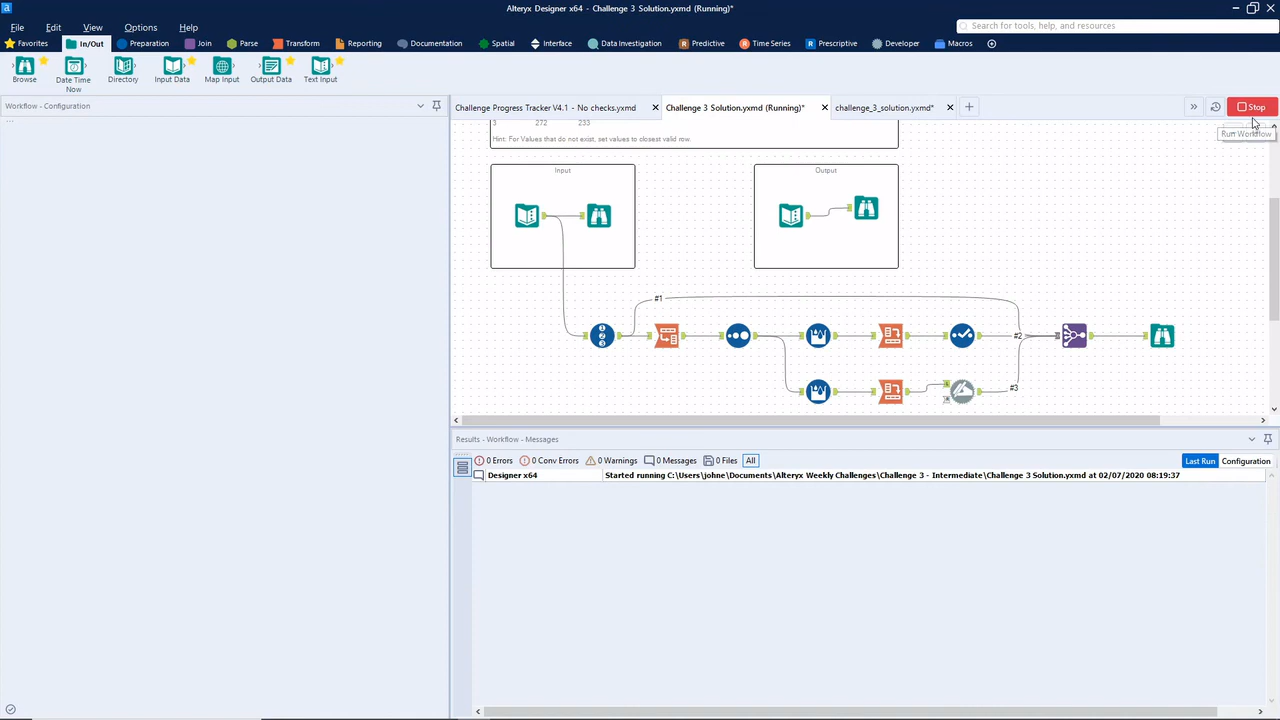 Alteryx Designer x64 - Challenge 3 Solution.yxmd (Running)*
File Edit View Options Help
Search for tools, help, and resources
Favorites In/Out Preparation Join Parse Transform Reporting Documentation Spatial Interface Data Investigation Predictive Time Series Prescriptive Developer Macros
Browse Date Time Now Directory Input Data Map Input Output Data Text Input
Workflow - Configuration
Challenge Progress Tracker V4.1 - No checks.yxmd Challenge 3 Solution.yxmd (Running)* challenge_3_solution.yxmd* Stop
3 272 233
Run Workflow
Hint: For Values that do not exist, set values to closest valid row.
Input Output
#1
#2
#3
Results - Workflow - Messages
0 Errors 0 Conv Errors 0 Warnings 0 Messages 0 Files All Last Run Configuration
Designer x64 Started running C:\Users\johne\Documents\Alteryx Weekly Challenges\Challenge 3 - Intermediate\Challenge 3 Solution.yxmd at 02/07/2020 08:19:37